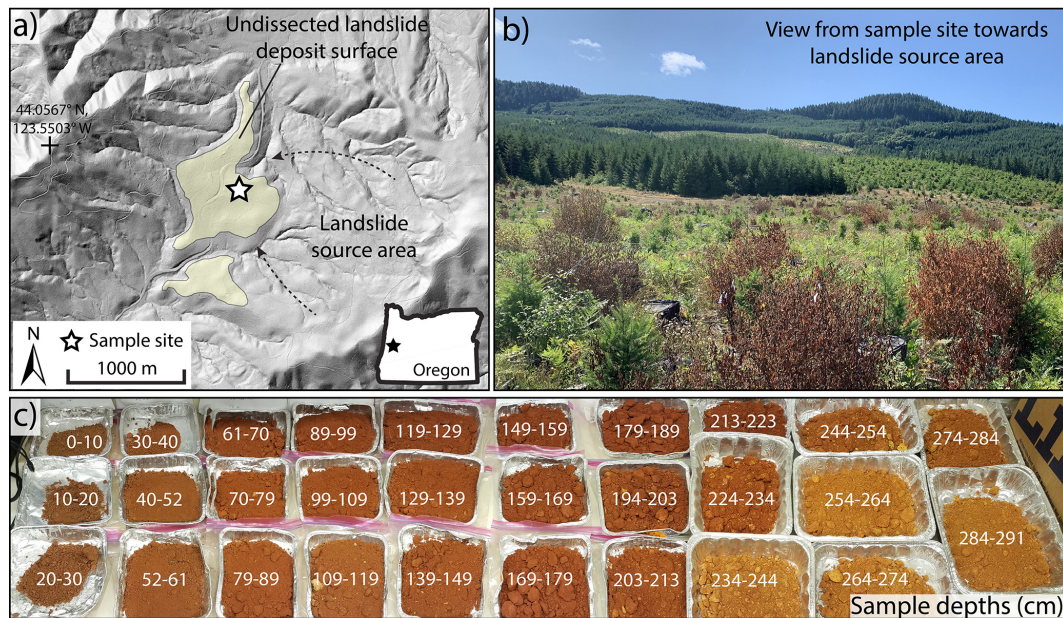 a)
Undissected landslide
deposit surface
44.0567° N,
123.5503° W
Landslide
source area
N
Sample site
1000 m
Oregon
b)
View from sample site towards
landslide source area
c)
0-10
30-40
61-70
89-99
119-129
149-159
179-189
213-223
244-254
274-284
10-20
40-52
70-79
99-109
129-139
159-169
194-203
224-234
254-264
284-291
20-30
52-61
79-89
109-119
139-149
169-179
203-213
234-244
264-274
Sample depths (cm)